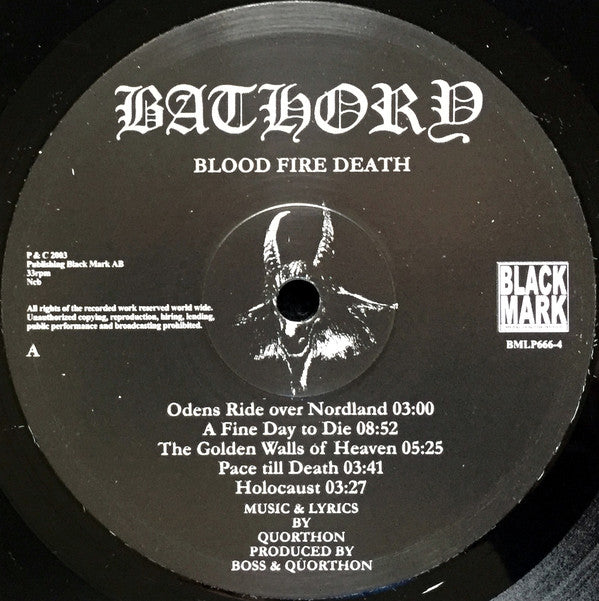 BATHORY
BLOOD FIRE DEATH
P & C 2003
Publishing Black Mark AB
33rpm
Ncb
All rights of the recorded work reserved world wide.
Unauthorized copying, reproduction, hiring, lending,
public performance and broadcasting prohibited.
A
BLACK
MARK
BMLP666-4
Odens Ride over Nordland 03:00
A Fine Day to Die 08:52
The Golden Walls of Heaven 05:25
Pace till Death 03:41
Holocaust 03:27
MUSIC & LYRICS
BY
QUORTHON
PRODUCED BY
BOSS & QUORTHON